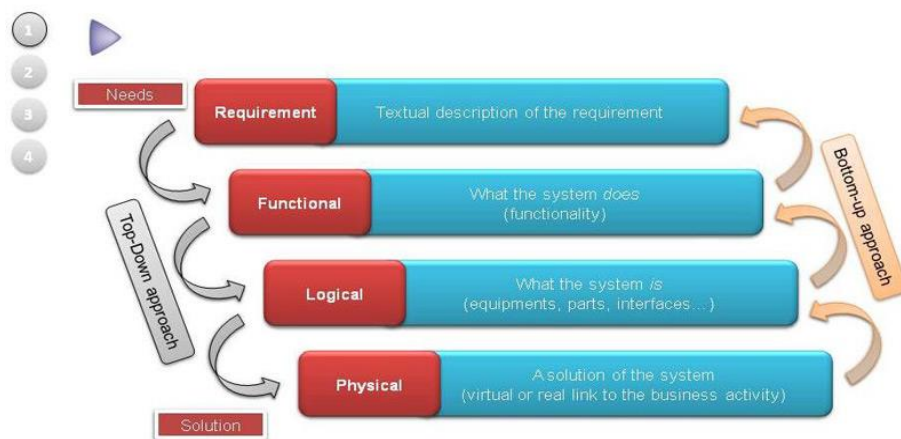 1
2
3
4
Needs
Requirement
Textual description of the requirement
Functional
What the system does
(functionality)
Logical
What the system is
(equipments, parts, interfaces...)
Physical
A solution of the system
(virtual or real link to the business activity)
Solution
Top-Down approach
Bottom-up approach